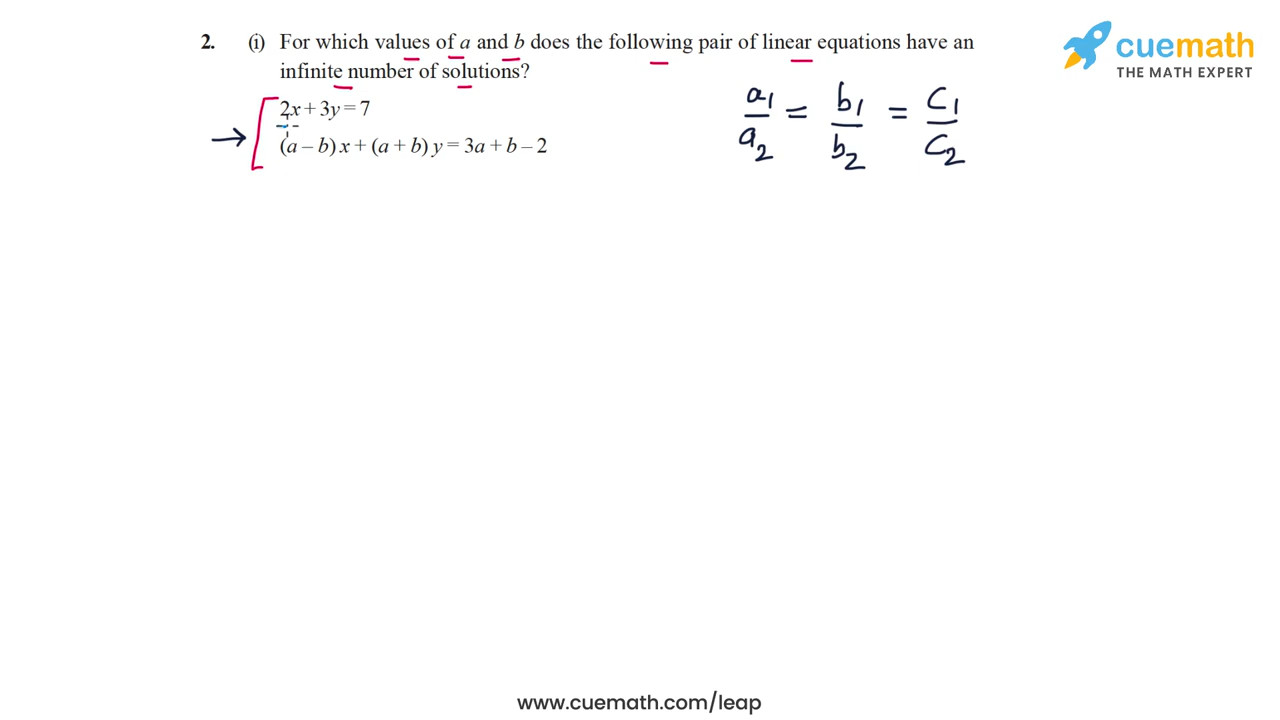 2. (i) For which values of a and b does the following pair of linear equations have an
infinite number of solutions?
2x + 3y = 7
(a – b) x + (a + b) y = 3a + b – 2
a1/a2 = b1/b2 = c1/c2
cuemath
THE MATH EXPERT
www.cuemath.com/leap